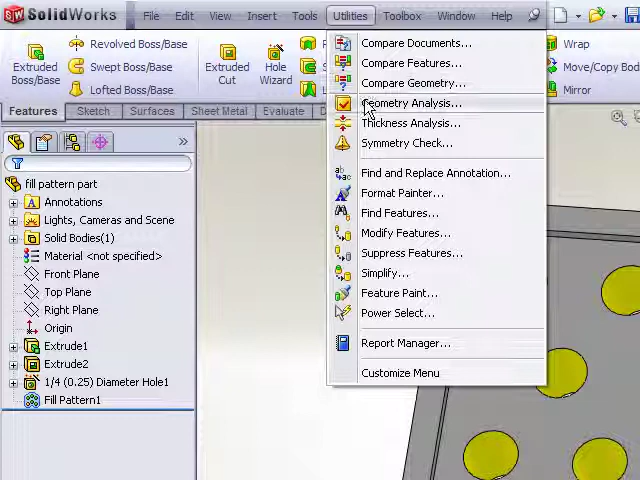 SolidWorks File Edit View Insert Tools Utilities Toolbox Window Help
Extruded Boss/Base
Revolved Boss/Base
Swept Boss/Base
Lofted Boss/Base
Extruded Cut
Hole Wizard
Wrap
Move/Copy Bod
Mirror
Features Sketch Surfaces Sheet Metal Evaluate
Compare Documents...
Compare Features...
Compare Geometry...
Geometry Analysis...
Thickness Analysis...
Symmetry Check...
Find and Replace Annotation...
Format Painter...
Find Features...
Modify Features...
Suppress Features...
Simplify...
Feature Paint...
Power Select...
Report Manager...
Customize Menu
fill pattern part
Annotations
Lights, Cameras and Scene
Solid Bodies(1)
Material <not specified>
Front Plane
Top Plane
Right Plane
Origin
Extrude1
Extrude2
1/4 (0.25) Diameter Hole1
Fill Pattern1